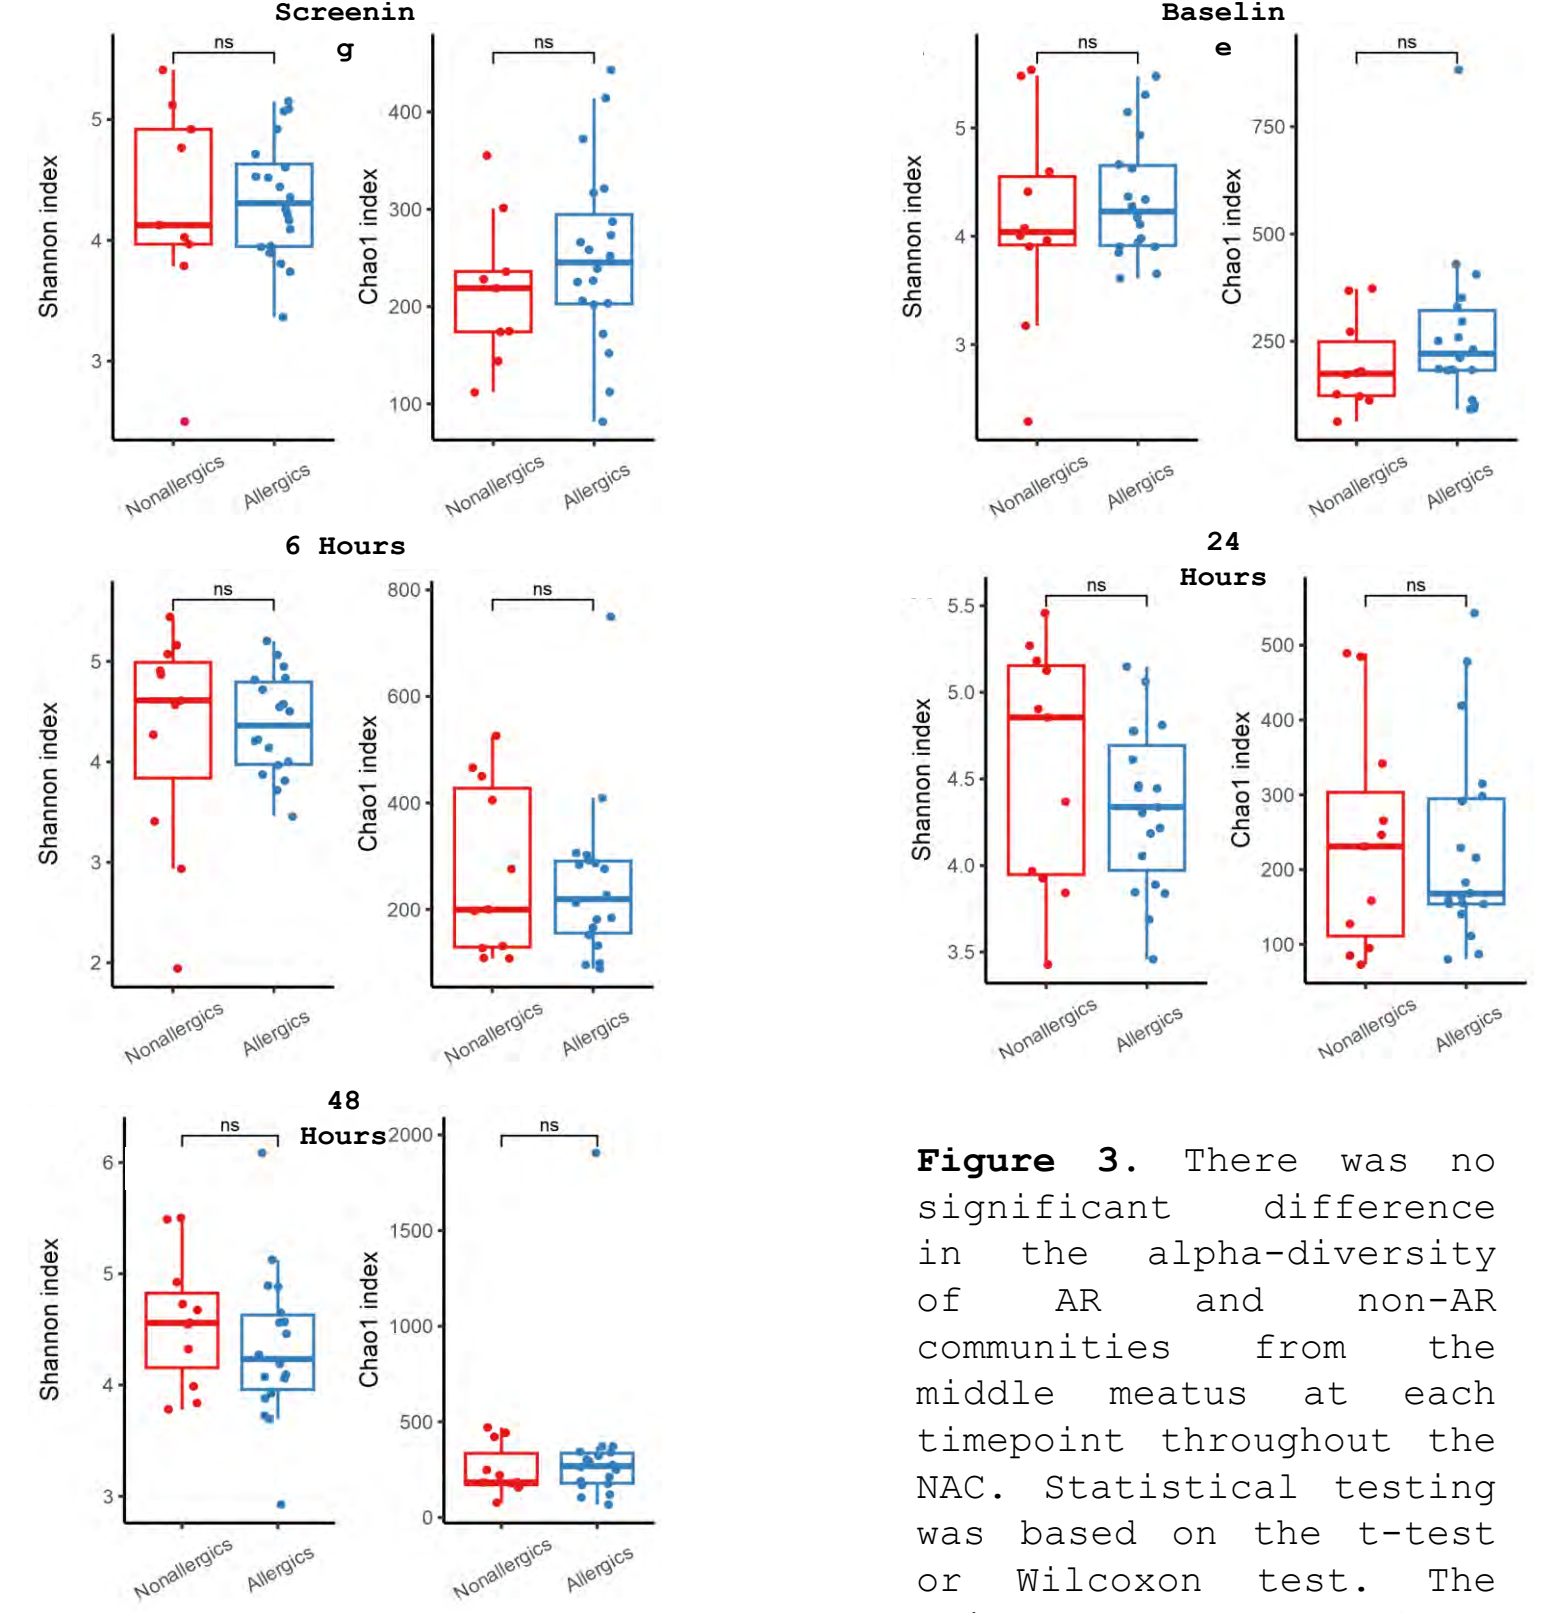 Screenin
g
ns
ns
Shannon index
5
4
3
Chao1 index
400
300
200
100
Nonallergics
Allergics
Nonallergics
Allergics
Baselin
e
ns
ns
Shannon index
5
4
3
Chao1 index
750
500
250
Nonallergics
Allergics
Nonallergics
Allergics
6 Hours
ns
ns
Shannon index
5
4
3
2
Chao1 index
800
600
400
200
Nonallergics
Allergics
Nonallergics
Allergics
24
Hours
ns
ns
Shannon index
5.5
5.0
4.5
4.0
3.5
Chao1 index
500
400
300
200
100
Nonallergics
Allergics
Nonallergics
Allergics
48
Hours
ns
ns
Shannon index
6
5
4
3
Chao1 index
2000
1500
1000
500
0
Nonallergics
Allergics
Nonallergics
Allergics
Figure 3. There was no
significant difference
in the alpha-diversity
of AR and non-AR
communities from the
middle meatus at each
timepoint throughout the
NAC. Statistical testing
was based on the t-test
or Wilcoxon test. The